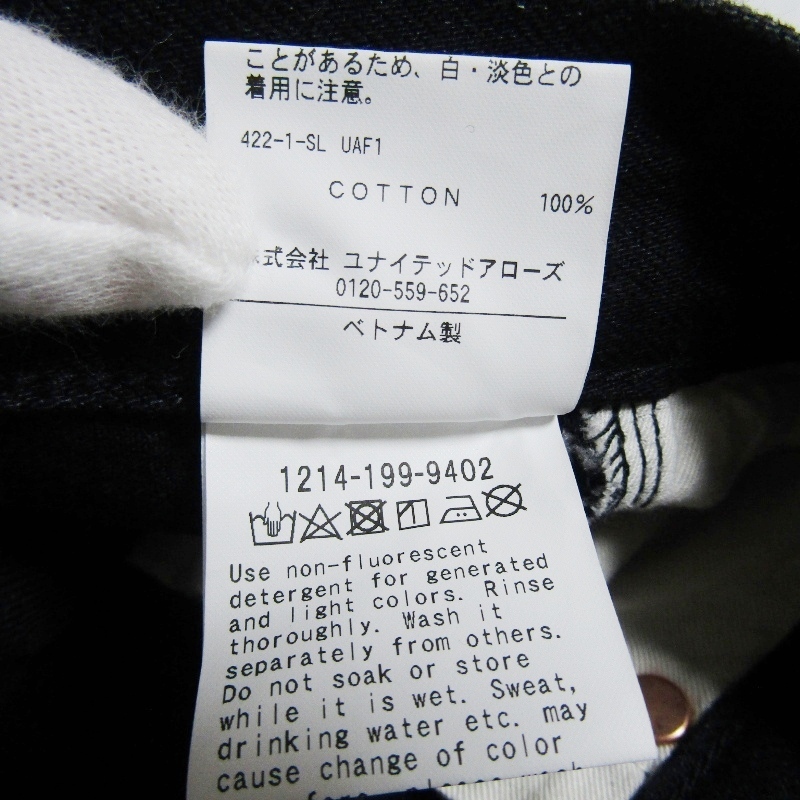 ことがあるため、白・淡色との
着用に注意。
422-1-SL UAF1
COTTON 100%
式会社 ユナイテッドアローズ
0120-559-652
ベトナム製
1214-199-9402
Use non-fluorescent
detergent for generated
and light colors. Rinse
thoroughly. Wash it
separately from others.
Do not soak or store
while it is wet. Sweat,
drinking water etc. may
cause change of color